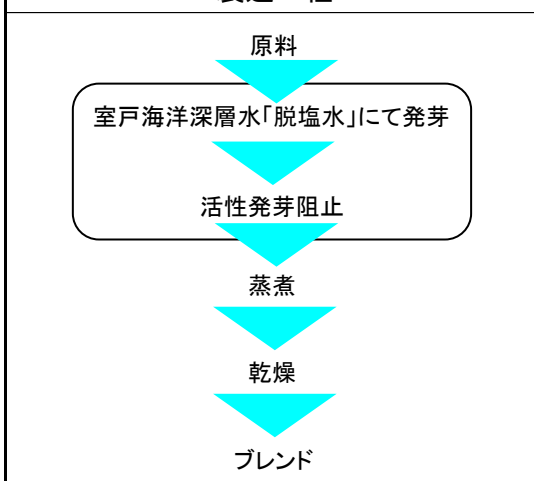 原料
室戸海洋深層水「脱塩水」にて発芽
活性発芽阻止
蒸煮
乾燥
ブレンド